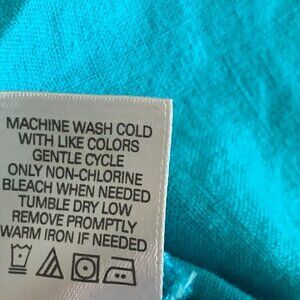 MACHINE WASH COLD
WITH LIKE COLORS
GENTLE CYCLE
ONLY NON-CHLORINE
BLEACH WHEN NEEDED
TUMBLE DRY LOW
REMOVE PROMPTLY
WARM IRON IF NEEDED